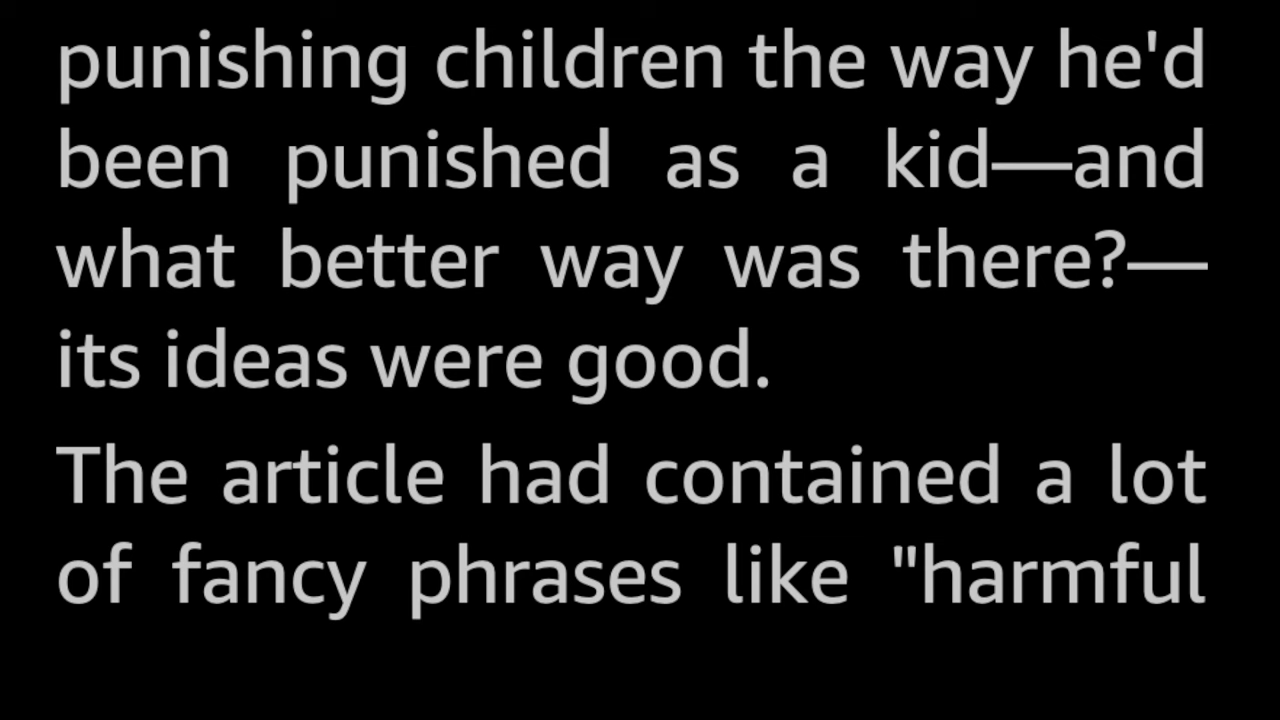 punishing children the way he'd
been punished as a kid—and
what better way was there?—
its ideas were good.
The article had contained a lot
of fancy phrases like "harmful